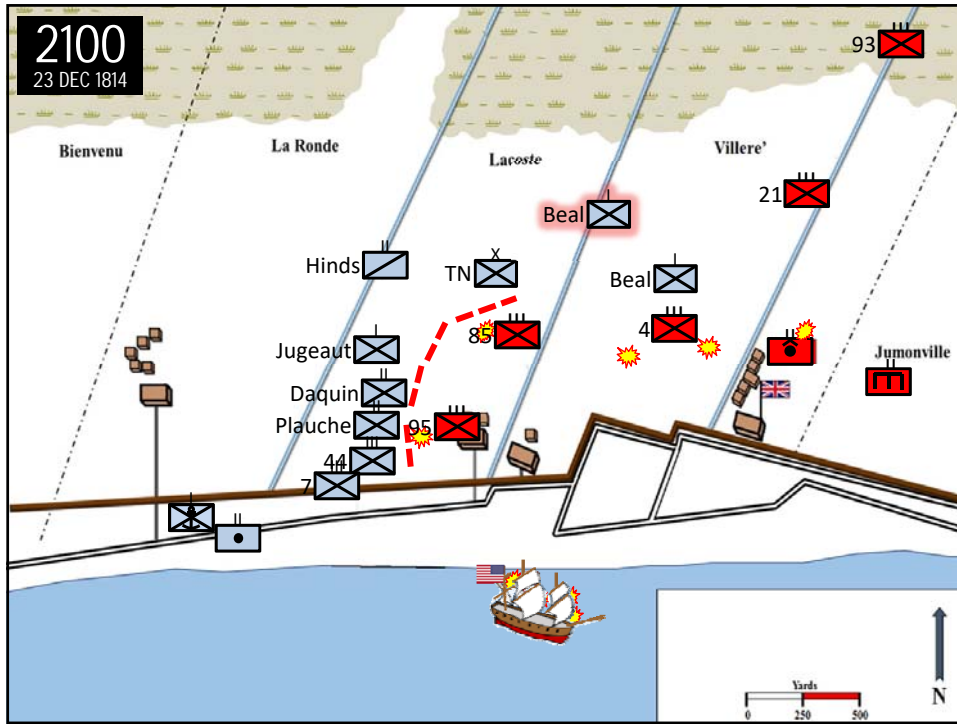 2100
23 DEC 1814
93
Bienvenu
La Ronde
Lacoste
Villere'
21
Beal
Hinds
TN
X
Beal
Jugeaut
85
4
Jumonville
Daquin
Plauche
95
44
7
Yards
0 250 500
N